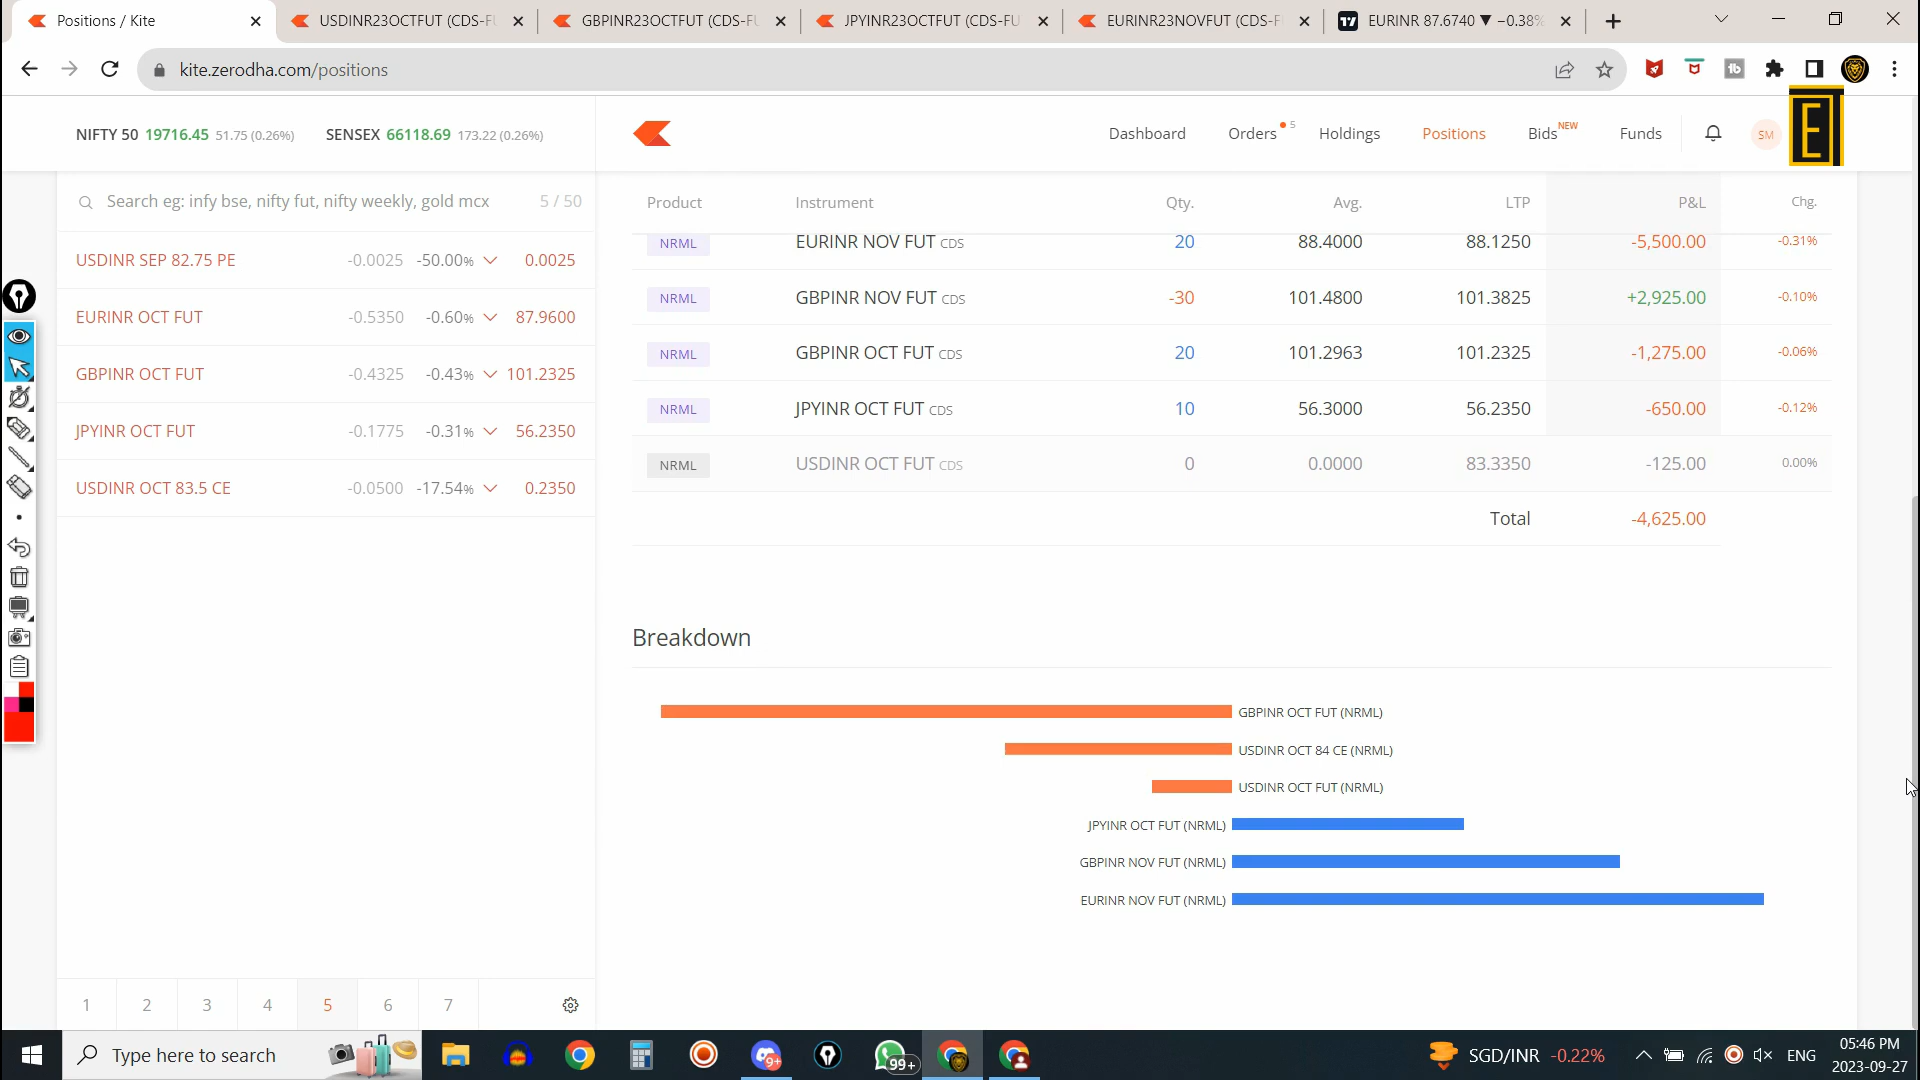 Positions / Kite
USDINR23OCTFUT (CDS-FU
GBPINR23OCTFUT (CDS-FU
JPYINR23OCTFUT (CDS-FU
EURINR23NOVFUT (CDS-F
EURINR 87.6740 ▼ −0.38%
kite.zerodha.com/positions
NIFTY 50 19716.45 51.75 (0.26%) SENSEX 66118.69 173.22 (0.26%)
Dashboard Orders 5 Holdings Positions Bids NEW Funds SM E
Search eg: infy bse, nifty fut, nifty weekly, gold mcx 5 / 50
USDINR SEP 82.75 PE -0.0025 -50.00% 0.0025
EURINR OCT FUT -0.5350 -0.60% 87.9600
GBPINR OCT FUT -0.4325 -0.43% 101.2325
JPYINR OCT FUT -0.1775 -0.31% 56.2350
USDINR OCT 83.5 CE -0.0500 -17.54% 0.2350
1 2 3 4 5 6 7
Product Instrument Qty. Avg. LTP P&L Chg.
NRML EURINR NOV FUT CDS 20 88.4000 88.1250 -5,500.00 -0.31%
NRML GBPINR NOV FUT CDS -30 101.4800 101.3825 +2,925.00 -0.10%
NRML GBPINR OCT FUT CDS 20 101.2963 101.2325 -1,275.00 -0.06%
NRML JPYINR OCT FUT CDS 10 56.3000 56.2350 -650.00 -0.12%
NRML USDINR OCT FUT CDS 0 0.0000 83.3350 -125.00 0.00%
Total -4,625.00
Breakdown
GBPINR OCT FUT (NRML)
USDINR OCT 84 CE (NRML)
USDINR OCT FUT (NRML)
JPYINR OCT FUT (NRML)
GBPINR NOV FUT (NRML)
EURINR NOV FUT (NRML)
Type here to search
9+
99+
SGD/INR -0.22%
ENG
05:46 PM
2023-09-27